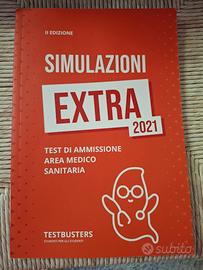 II EDIZIONE
SIMULAZIONI
EXTRA
2021
TEST DI AMMISSIONE
AREA MEDICO
SANITARIA
TESTBUSTERS
STUDENTI PER GLI STUDENTI
subito